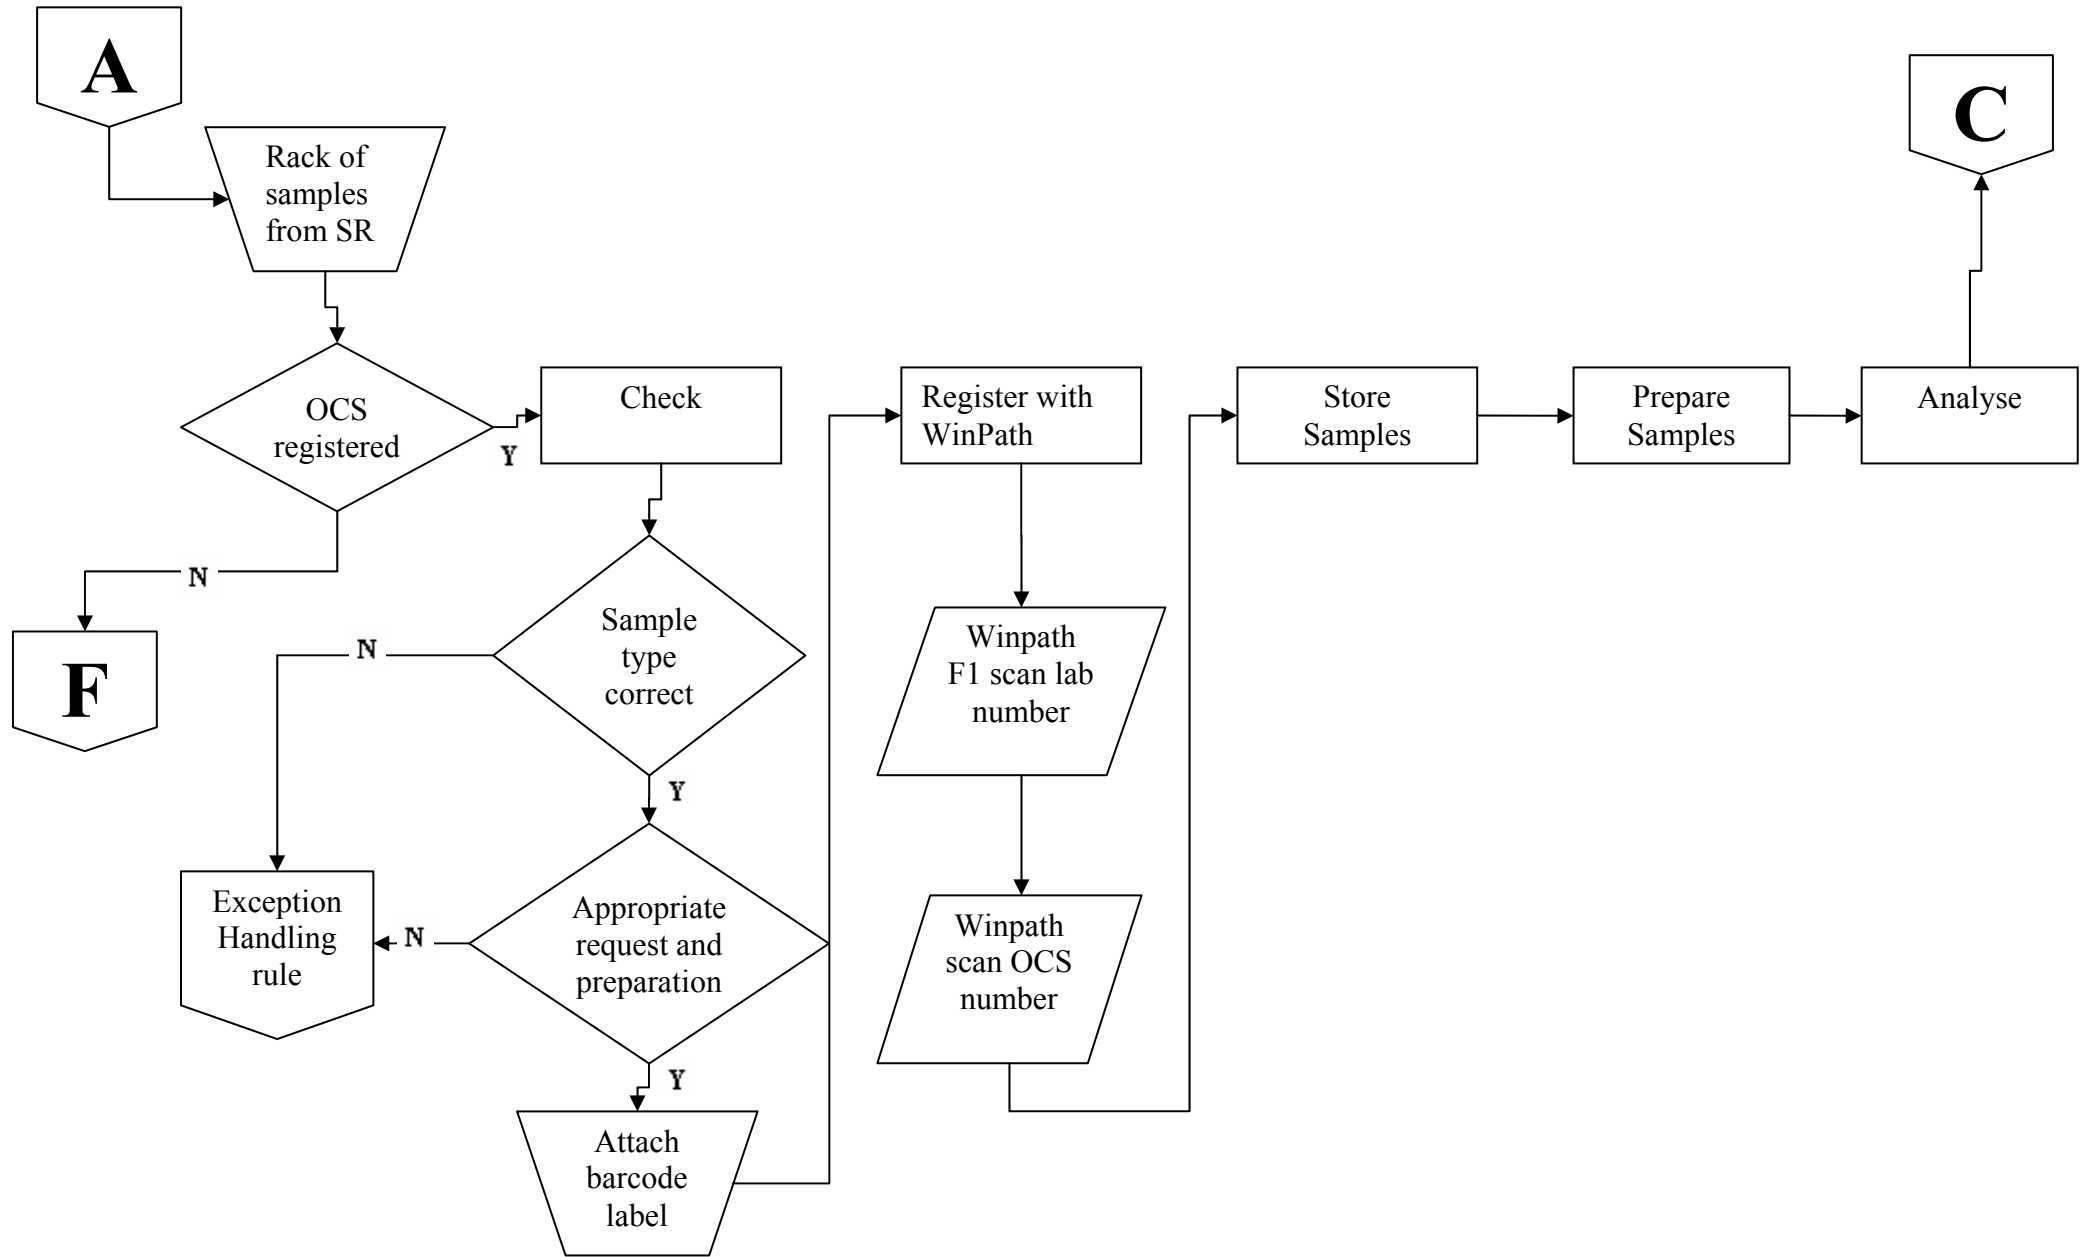 A
C
Rack of
samples
from SR
OCS
registered
Y
N
F
Check
Sample
type
correct
N
Y
Exception
Handling
rule
N
Appropriate
request and
preparation
Y
Attach
barcode
label
Register with
WinPath
Winpath
F1 scan lab
number
Winpath
scan OCS
number
Store
Samples
Prepare
Samples
Analyse